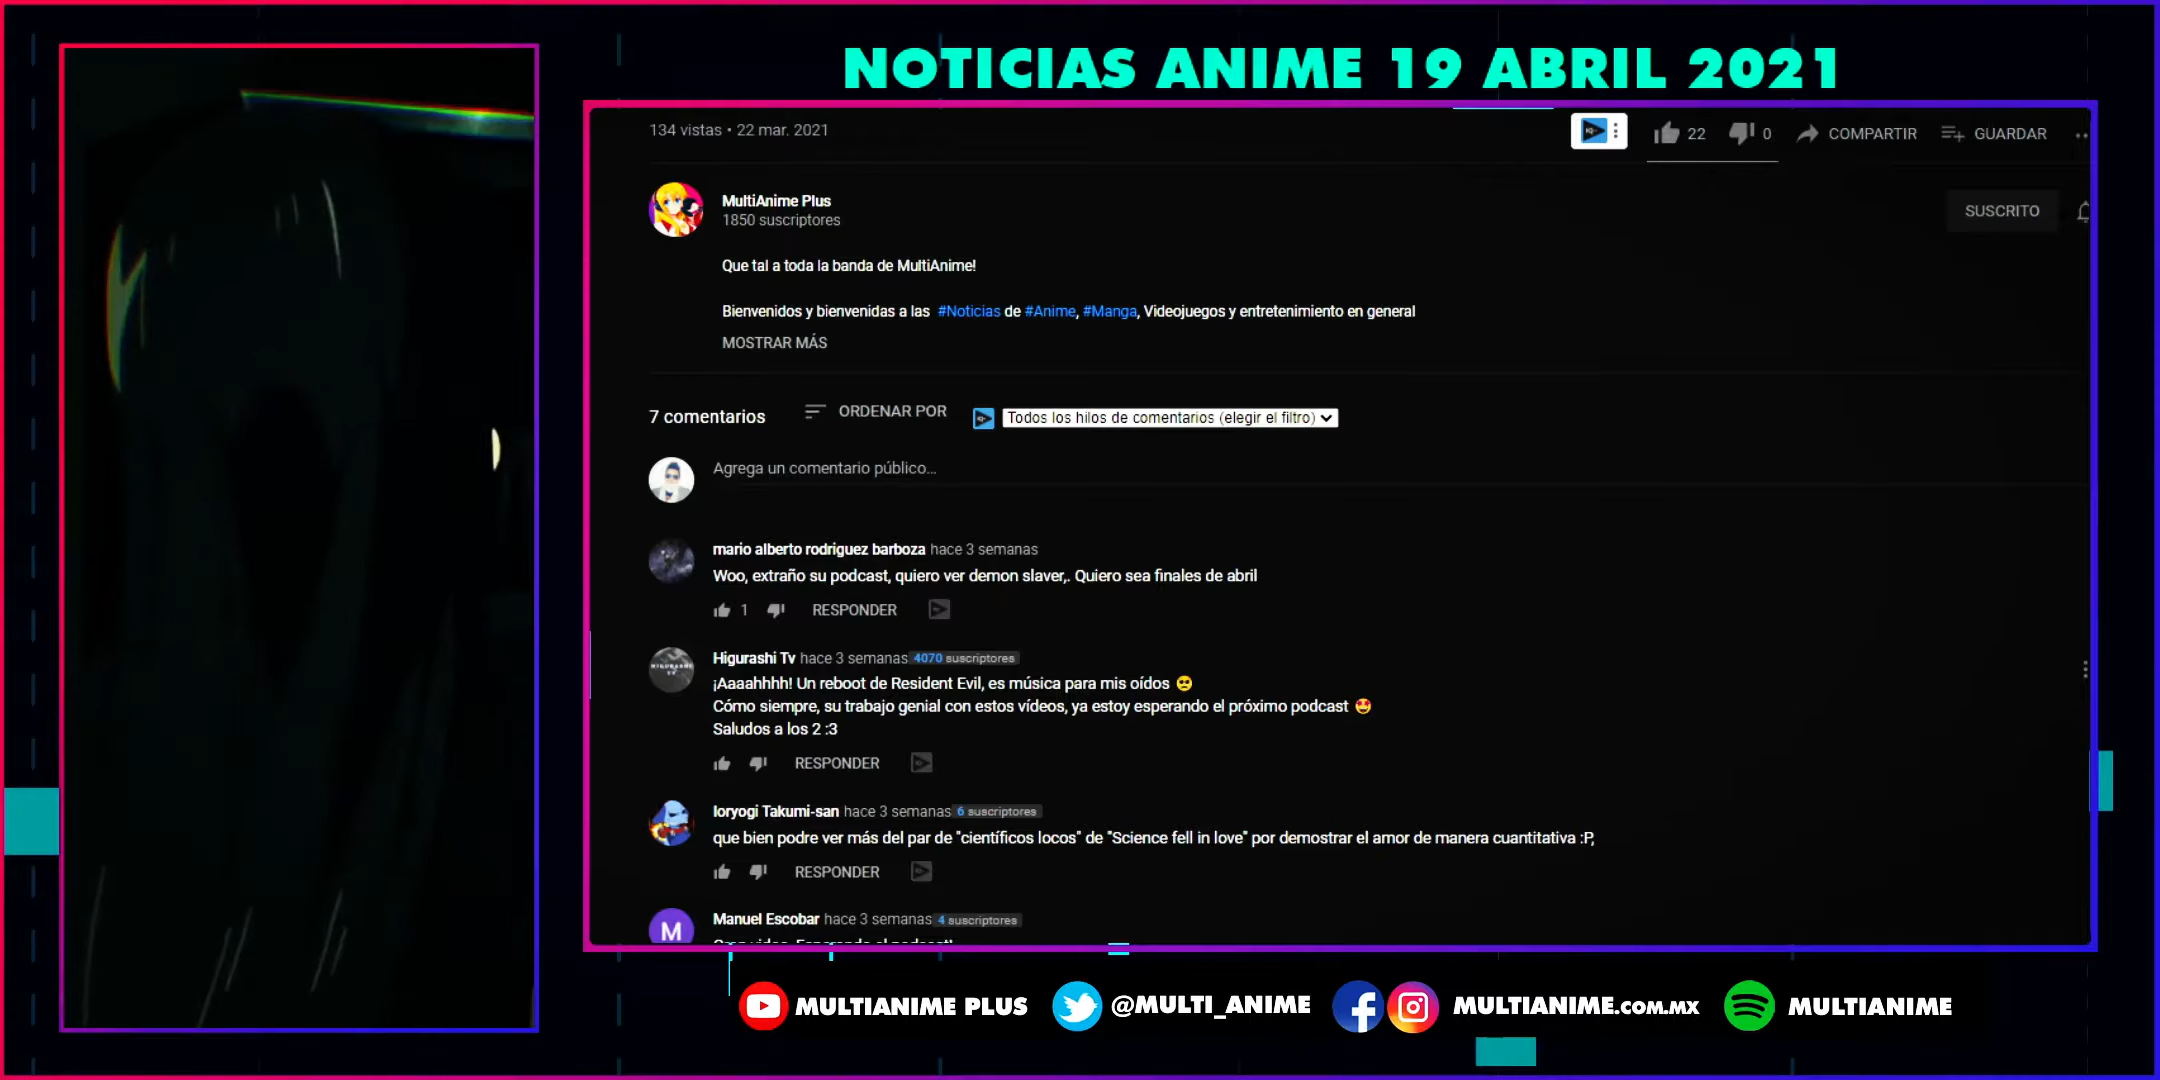 NOTICIAS ANIME 19 ABRIL 2021
134 vistas • 22 mar. 2021
22
0
COMPARTIR
GUARDAR
MultiAnime Plus
1850 suscriptores
SUSCRITO
Que tal a toda la banda de MultiAnime!
Bienvenidos y bienvenidas a las #Noticias de #Anime, #Manga, Videojuegos y entretenimiento en general
MOSTRAR MÁS
7 comentarios
ORDENAR POR
Todos los hilos de comentarios (elegir el filtro)
Agrega un comentario público...
mario alberto rodriguez barboza hace 3 semanas
Woo, extraño su podcast, quiero ver demon slaver,. Quiero sea finales de abril
1
RESPONDER
Higurashi Tv hace 3 semanas 4070 suscriptores
¡Aaaahhhh! Un reboot de Resident Evil, es música para mis oídos 🥺
Cómo siempre, su trabajo genial con estos vídeos, ya estoy esperando el próximo podcast 🤩
Saludos a los 2 :3
RESPONDER
Ioryogi Takumi-san hace 3 semanas 6 suscriptores
que bien podre ver más del par de "científicos locos" de "Science fell in love" por demostrar el amor de manera cuantitativa :P,
RESPONDER
M
Manuel Escobar hace 3 semanas 4 suscriptores
MULTIANIME PLUS
@MULTI_ANIME
MULTIANIME.COM.MX
MULTIANIME